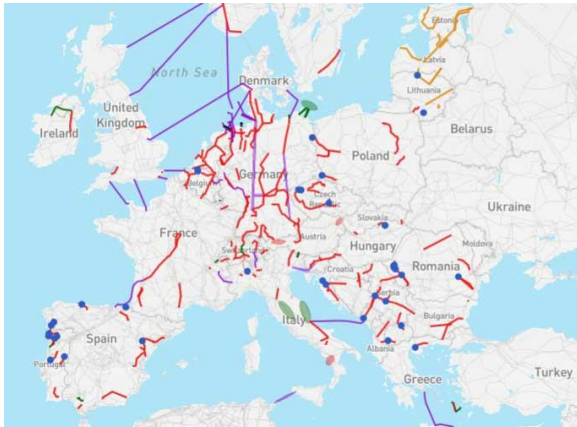 Estonia
North Sea
Latvia
Denmark
Lithuania
United
Kingdom
Ireland
Belarus
Poland
Germany
Belgium
Czech
Republic
Ukraine
Slovakia
France
Austria
Moldova
Switzerland
Hungary
Romania
Croatia
Serbia
Italy
Bulgaria
Spain
Portugal
Albania
Turkey
Greece